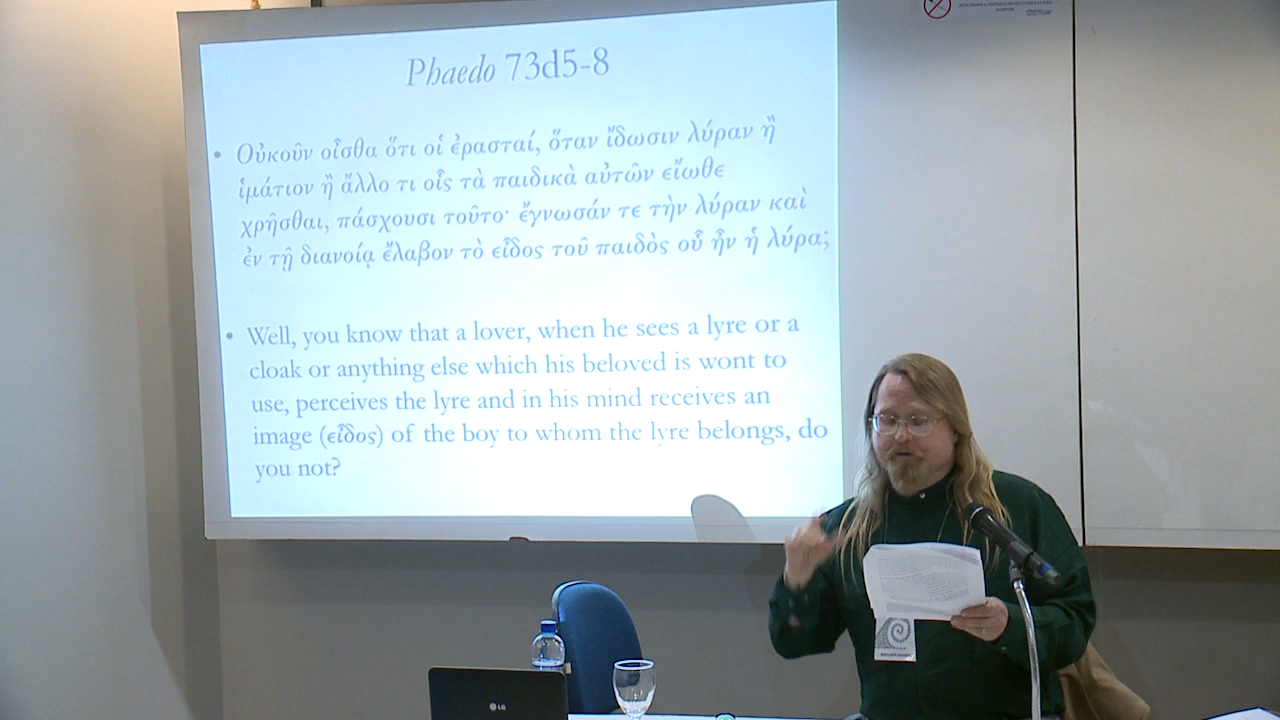 Phaedo 73d5-8
• Οὐκοῦν οἶσθα ὅτι οἱ ἐρασταί, ὅταν ἴδωσιν λύραν ἢ
ἱμάτιον ἢ ἄλλο τι οἷς τὰ παιδικὰ αὐτῶν εἴωθε
χρῆσθαι, πάσχουσι τοῦτο· ἔγνωσάν τε τὴν λύραν καὶ
ἐν τῇ διανοίᾳ ἔλαβον τὸ εἶδος τοῦ παιδὸς οὗ ἦν ἡ λύρα;
• Well, you know that a lover, when he sees a lyre or a
cloak or anything else which his beloved is wont to
use, perceives the lyre and in his mind receives an
image (εἶδος) of the boy to whom the lyre belongs, do
you not?
LG